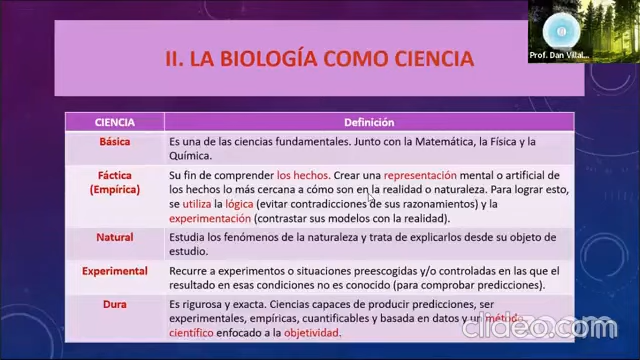 Prof. Dan Vilal...
II. LA BIOLOGÍA COMO CIENCIA
CIENCIA Definición
Básica Es una de las ciencias fundamentales. Junto con la Matemática, la Física y la
Química.
Fáctica Su fin de comprender los hechos. Crear una representación mental o artificial de
(Empírica) los hechos lo más cercana a cómo son en la realidad o naturaleza. Para lograr esto,
se utiliza la lógica (evitar contradicciones de sus razonamientos) y la
experimentación (contrastar sus modelos con la realidad).
Natural Estudia los fenómenos de la naturaleza y trata de explicarlos desde su objeto de
estudio.
Experimental Recurre a experimentos o situaciones preescogidas y/o controladas en las que el
resultado en esas condiciones no es conocido (para comprobar predicciones).
Dura Es rigurosa y exacta. Ciencias capaces de producir predicciones, ser
experimentales, empíricas, cuantificables y basada en datos y un método
científico enfocado a la objetividad.
clideo.com